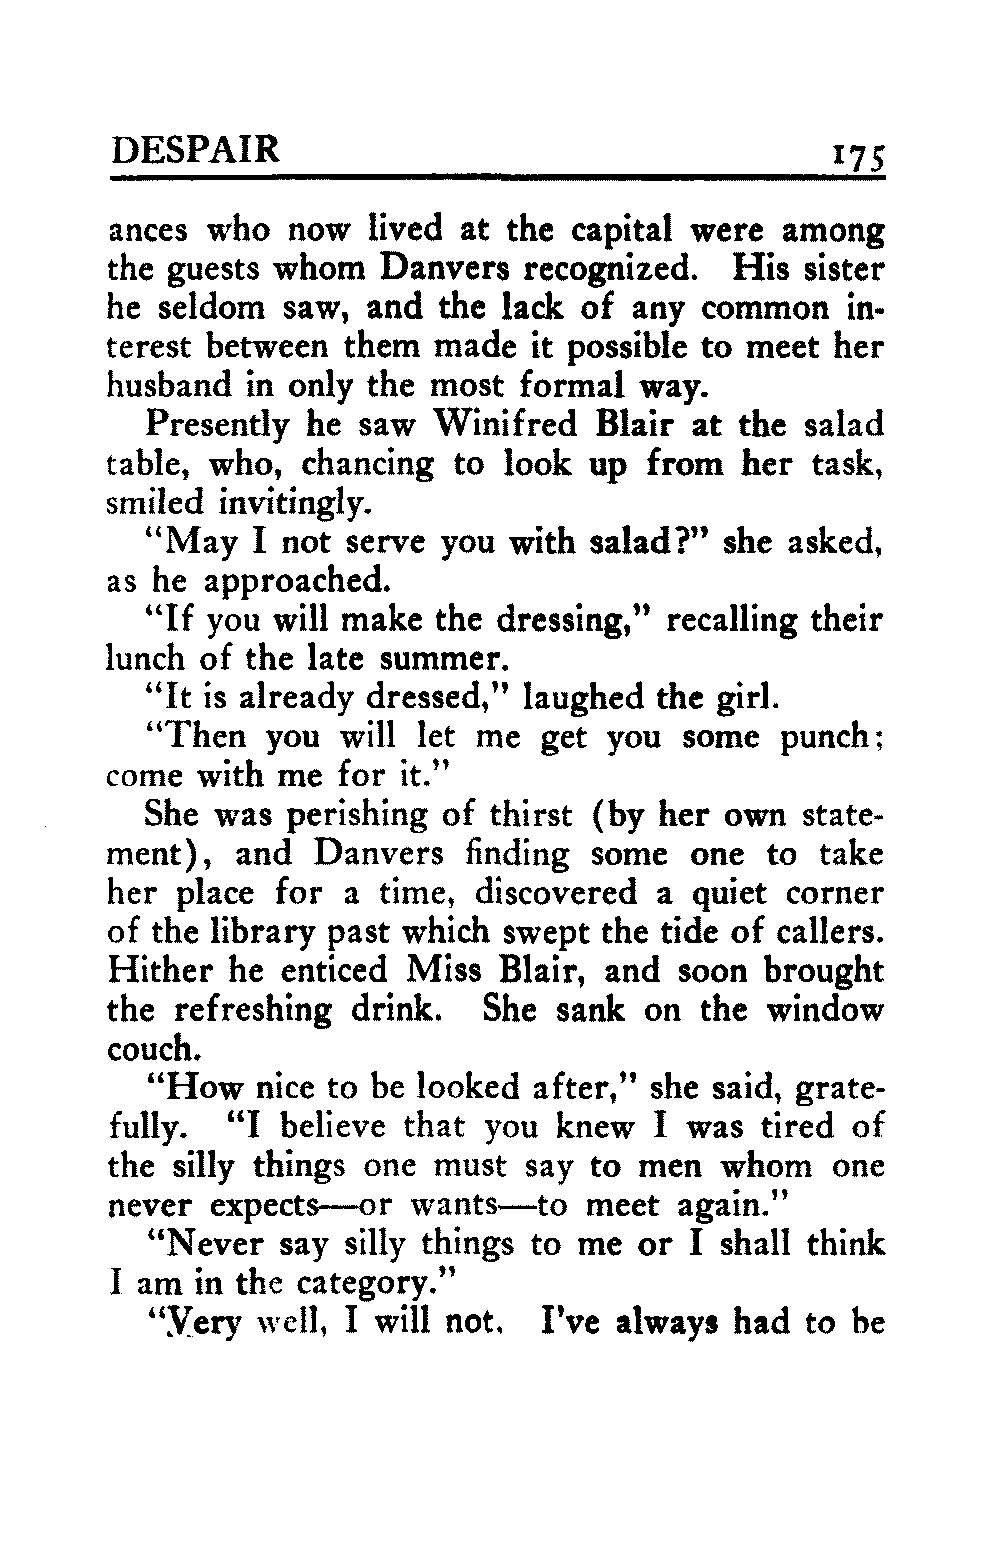 DESPAIR 175
ances who now lived at the capital were among
the guests whom Danvers recognized. His sister
he seldom saw, and the lack of any common in-
terest between them made it possible to meet her
husband in only the most formal way.
Presently he saw Winifred Blair at the salad
table, who, chancing to look up from her task,
smiled invitingly.
"May I not serve you with salad?" she asked,
as he approached.
"If you will make the dressing," recalling their
lunch of the late summer.
"It is already dressed," laughed the girl.
"Then you will let me get you some punch;
come with me for it."
She was perishing of thirst (by her own state-
ment), and Danvers finding some one to take
her place for a time, discovered a quiet corner
of the library past which swept the tide of callers.
Hither he enticed Miss Blair, and soon brought
the refreshing drink. She sank on the window
couch.
"How nice to be looked after," she said, grate-
fully. "I believe that you knew I was tired of
the silly things one must say to men whom one
never expects—or wants—to meet again."
"Never say silly things to me or I shall think
I am in the category."
"Very well, I will not. I've always had to be